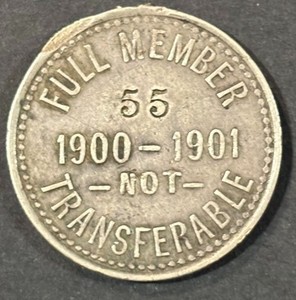 FULL MEMBER
55
1900-1901
-NOT-
TRANSFERABLE